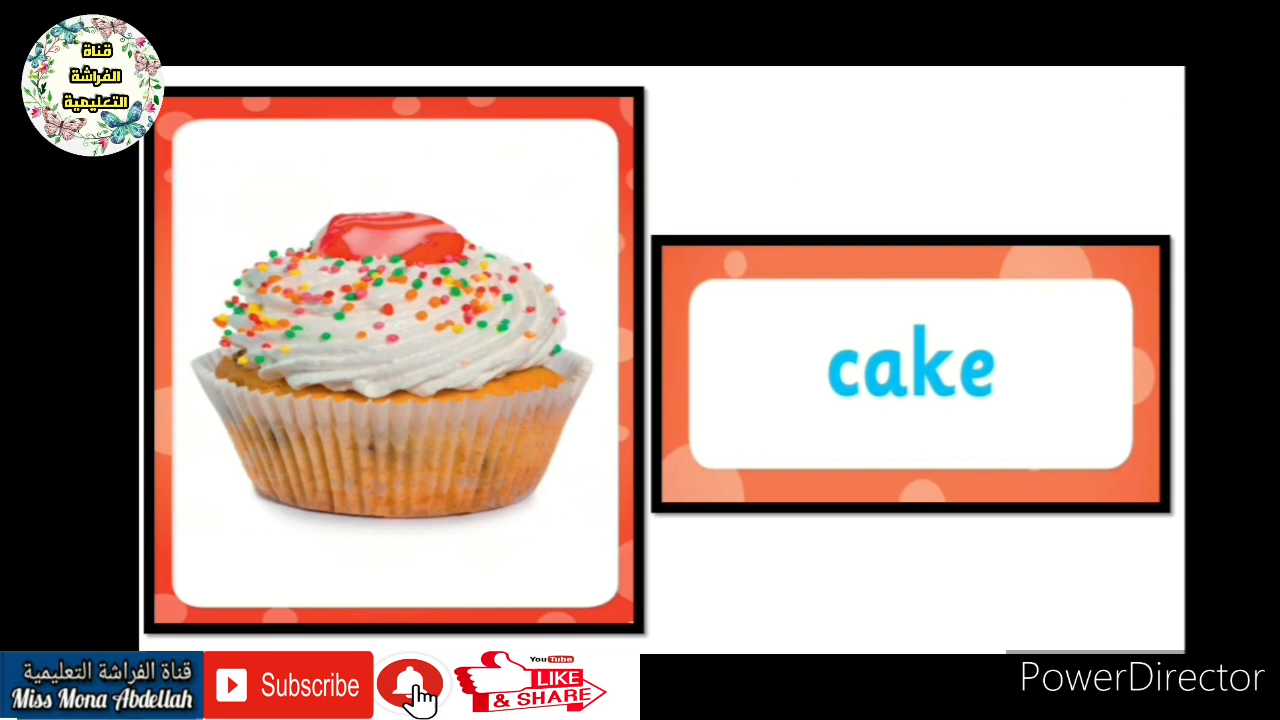 قناة
الفراشة
التعليمية
cake
قناة الفراشة التعليمية
Miss Mona Abdellah
Subscribe
YouTube
LIKE
& SHARE
PowerDirector